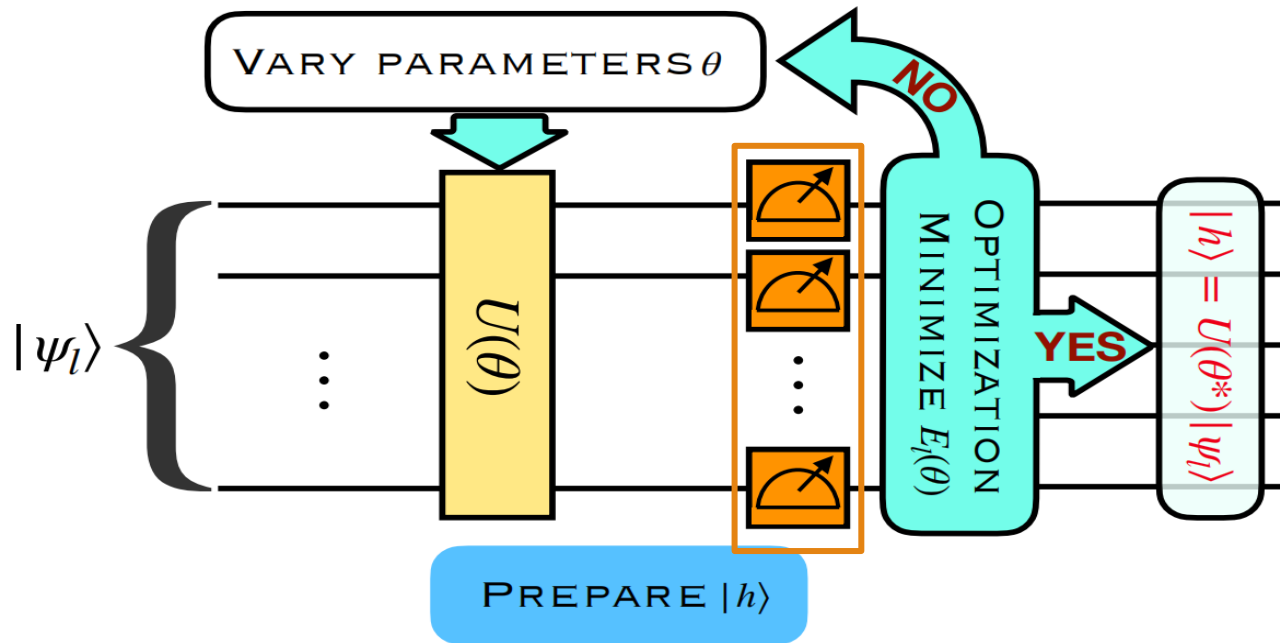 VARY PARAMETERS θ
NO
|ψ_l⟩
U(θ)
OPTIMIZATION
MINIMIZE E_l(θ)
YES
|h⟩ = U(θ*)|ψ_l⟩
PREPARE |h⟩